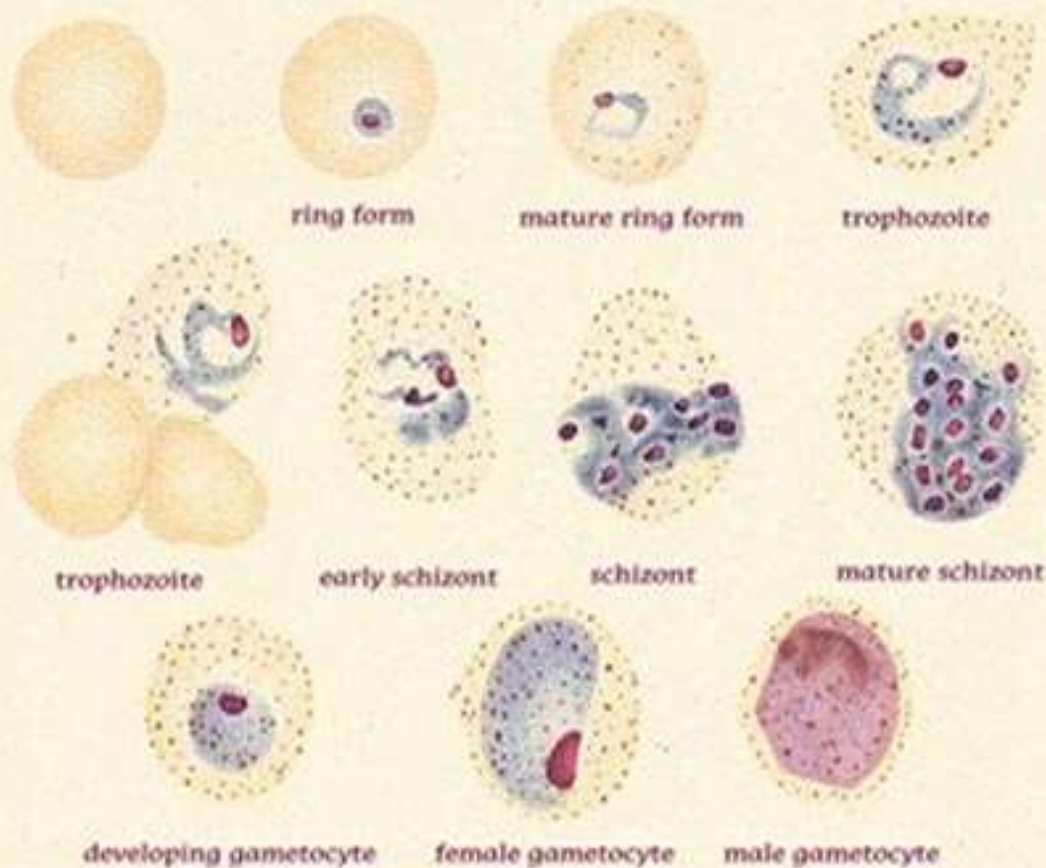 ring form
mature ring form
trophozoite
trophozoite
early schizont
schizont
mature schizont
developing gametocyte
female gametocyte
male gametocyte